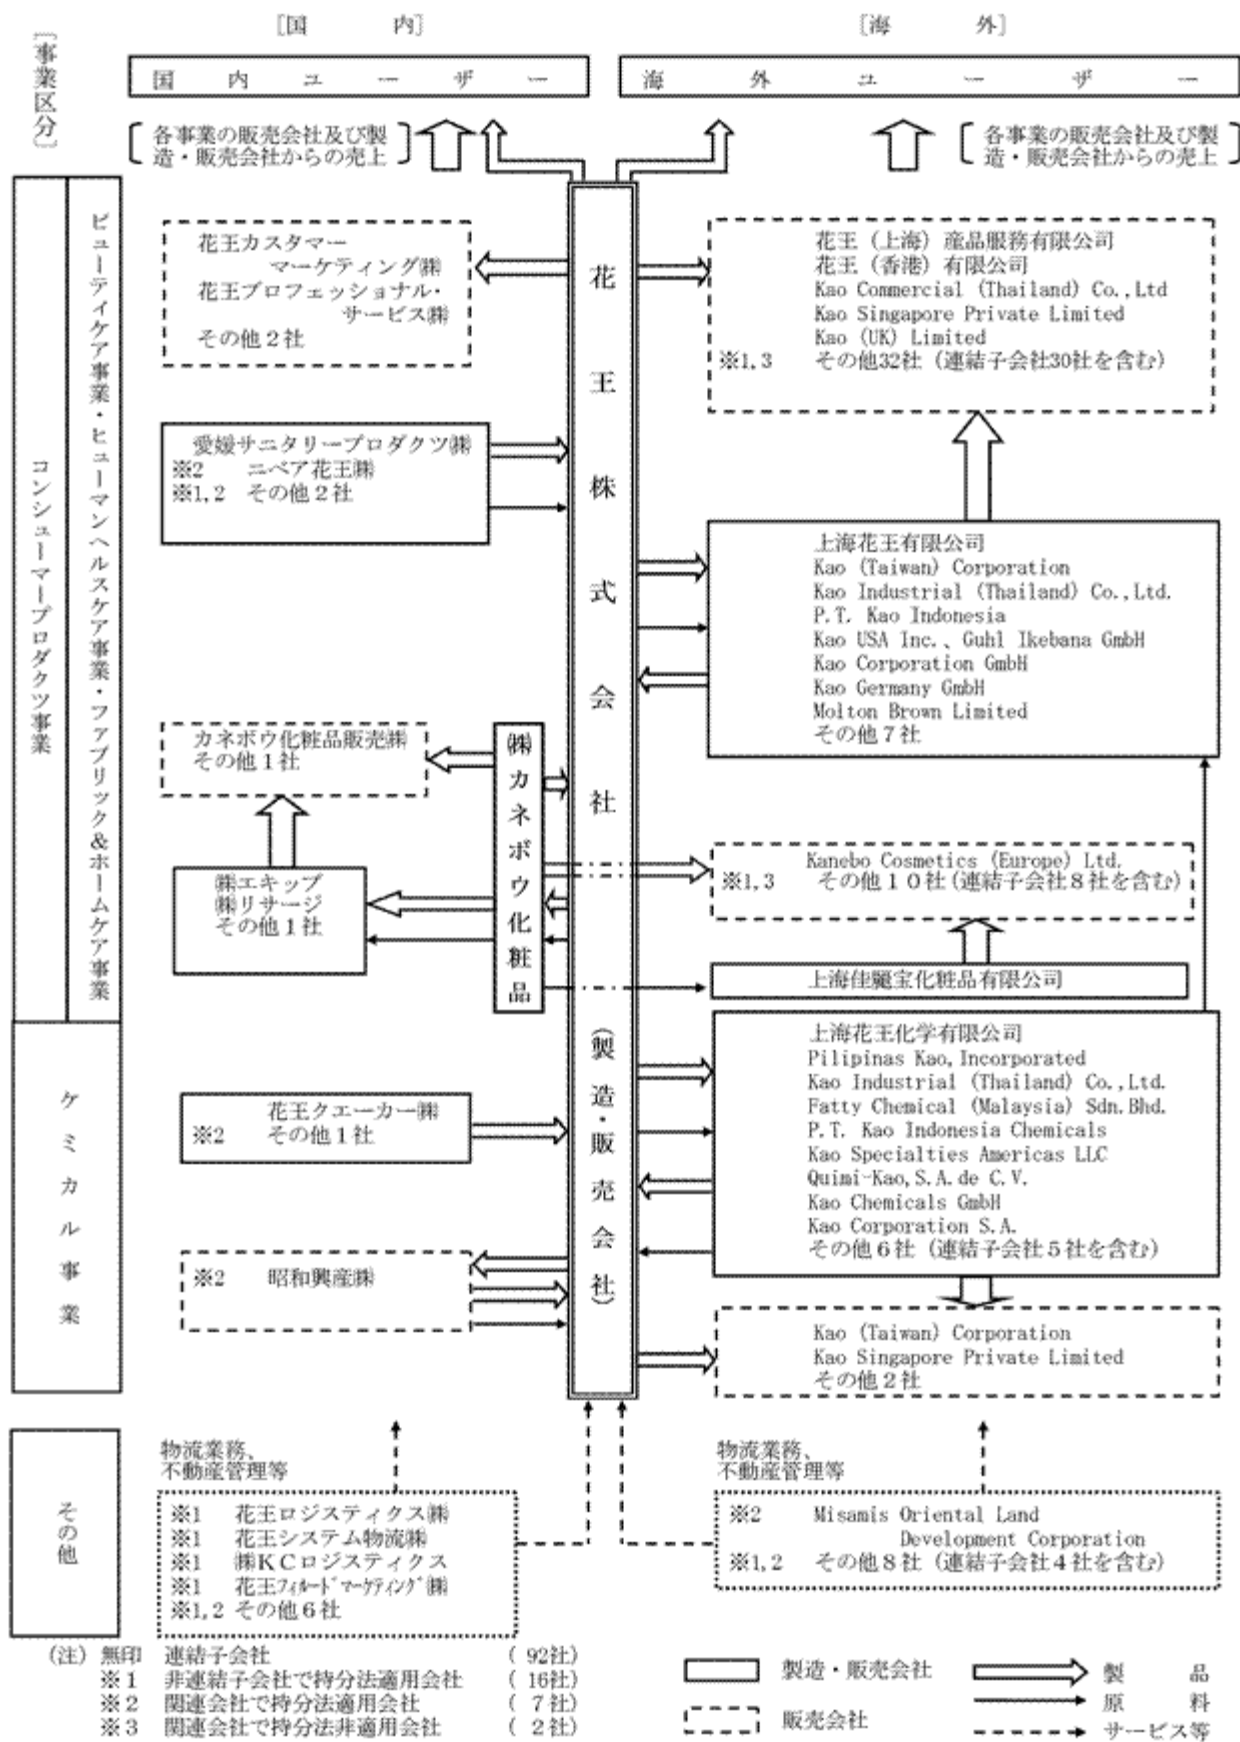 [国　　内]
[海　　外]
[事業区分]
国内ユーザー
海外ユーザー
各事業の販売会社及び製
造・販売会社からの売上
各事業の販売会社及び製
造・販売会社からの売上
コンシューマープロダクツ事業
ビューティケア事業・ヒューマンヘルスケア事業・ファブリック&ホームケア事業
花王カスタマー
マーケティング㈱
花王プロフェッショナル・
サービス㈱
その他２社
花王株式会社（製造・販売会社）
花王（上海）産品服務有限公司
花王（香港）有限公司
Kao Commercial (Thailand) Co.,Ltd
Kao Singapore Private Limited
Kao (UK) Limited
※1,3　その他32社（連結子会社30社を含む）
愛媛サニタリープロダクツ㈱
※2　ニベア花王㈱
※1,2　その他２社
上海花王有限公司
Kao (Taiwan) Corporation
Kao Industrial (Thailand) Co.,Ltd.
P.T. Kao Indonesia
Kao USA Inc.、Guhl Ikebana GmbH
Kao Corporation GmbH
Kao Germany GmbH
Molton Brown Limited
その他７社
カネボウ化粧品販売㈱
その他１社
㈱カネボウ化粧品
㈱エキップ
㈱リサージ
その他１社
Kanebo Cosmetics (Europe) Ltd.
※1,3　その他１０社(連結子会社８社を含む)
上海佳麗宝化粧品有限公司
ケミカル事業
花王クエーカー㈱
※2　その他１社
※2　昭和興産㈱
上海花王化学有限公司
Pilipinas Kao,Incorporated
Kao Industrial (Thailand) Co.,Ltd.
Fatty Chemical (Malaysia) Sdn.Bhd.
P.T. Kao Indonesia Chemicals
Kao Specialties Americas LLC
Quimi-Kao,S.A.de C.V.
Kao Chemicals GmbH
Kao Corporation S.A.
その他６社（連結子会社５社を含む）
Kao (Taiwan) Corporation
Kao Singapore Private Limited
その他２社
その他
物流業務、
不動産管理等
※1　花王ロジスティクス㈱
※1　花王システム物流㈱
※1　㈱ＫＣロジスティクス
※1　花王ﾌｨﾙｰﾄﾞﾏｰｹﾃｨﾝｸﾞ㈱
※1,2 その他６社
物流業務、
不動産管理等
※2　Misamis Oriental Land
Development Corporation
※1,2　その他８社（連結子会社４社を含む）
（注）無印　連結子会社　( 92社)
※１　非連結子会社で持分法適用会社　( 16社)
※２　関連会社で持分法適用会社　( 7社)
※３　関連会社で持分法非適用会社　( 2社)
製造・販売会社
販売会社
製　　品
原　　料
サービス等